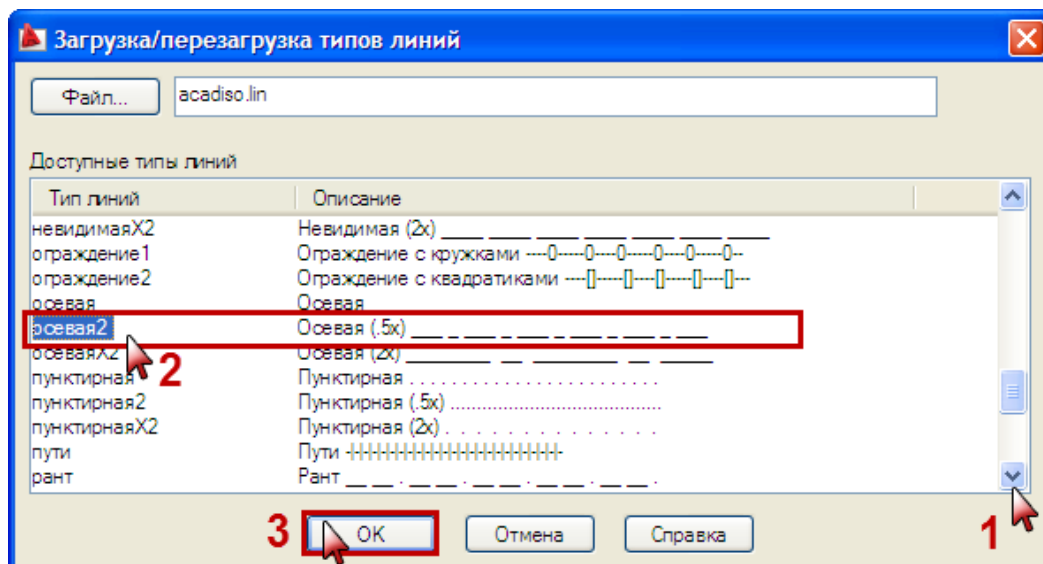 Загрузка/перезагрузка типов линий
Файл... acadiso.lin
Доступные типы линий
Тип линий Описание
невидимаяX2 Невидимая (2x) ____ ____ ____ ____ ____ ____ ____
ограждение1 Ограждение с кружками ----0-----0----0-----0----0-----0--
ограждение2 Ограждение с квадратиками ----[]-----[]----[]-----[]----[]---
осевая Осевая
осевая2 Осевая (.5x) ___ _ ___ _ ___ _ ___ _ ___ _ ___
осеваяX2 Осевая (2x) ________ __ ________ __ _____
2
пунктирная Пунктирная . . . . . . . . . . . . . . . . . . . . . . . .
пунктирная2 Пунктирная (.5x) ........................................
пунктирнаяX2 Пунктирная (2x) . . . . . . . . . . . . . .
пути Пути -|-|-|-|-|-|-|-|-|-|-|-|-|-|-|-|-|-|-|-|-|-|-|-
рант Рант __ __ . __ __ . __ __ . __ __ . __ __ .
3 OK Отмена Справка 1